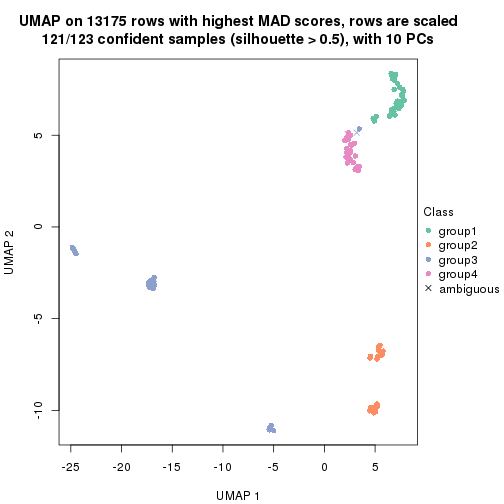 UMAP on 13175 rows with highest MAD scores, rows are scaled
121/123 confident samples (silhouette > 0.5), with 10 PCs
5
0
-5
-10
UMAP 2
-25
-20
-15
-10
-5
0
5
UMAP 1
Class
group1
group2
group3
group4
ambiguous